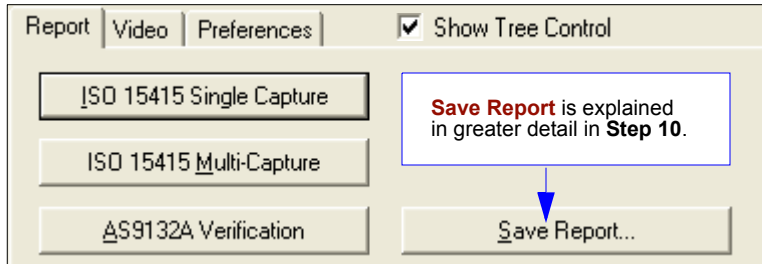 Report Video Preferences Show Tree Control
ISO 15415 Single Capture
Save Report is explained
in greater detail in Step 10.
ISO 15415 Multi-Capture
AS9132A Verification
Save Report...